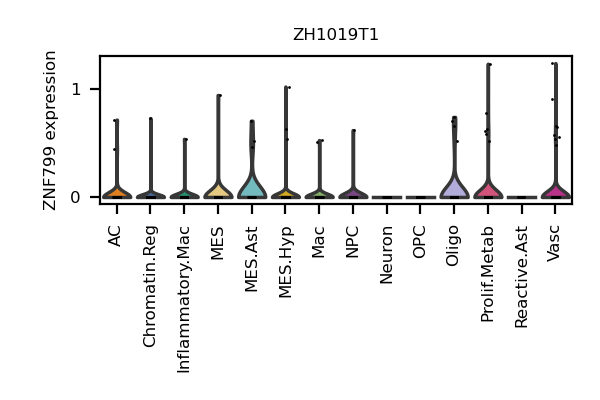 ZH1019T1
ZNF799 expression
1
0
AC
Chromatin.Reg
Inflammatory.Mac
MES
MES.Ast
MES.Hyp
Mac
NPC
Neuron
OPC
Oligo
Prolif.Metab
Reactive.Ast
Vasc